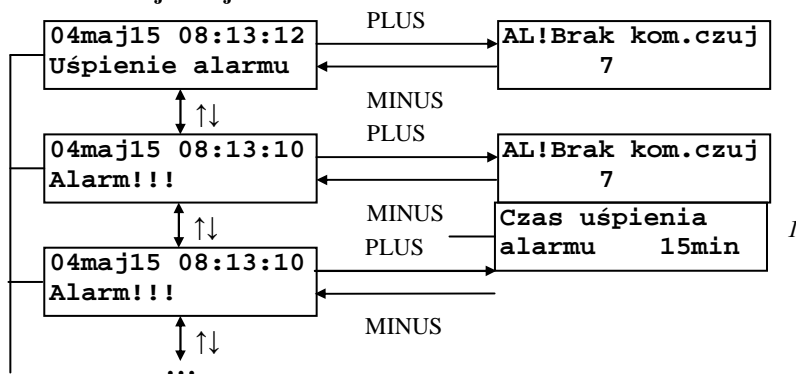 PLUS
04maj15 08:13:12
Uśpienie alarmu
AL!Brak kom.czuj
7
MINUS
↑↓
PLUS
04maj15 08:13:10
Alarm!!!
AL!Brak kom.czuj
7
MINUS
↑↓
PLUS
Czas uśpienia
alarmu 15min
04maj15 08:13:10
Alarm!!!
MINUS
↑↓
...